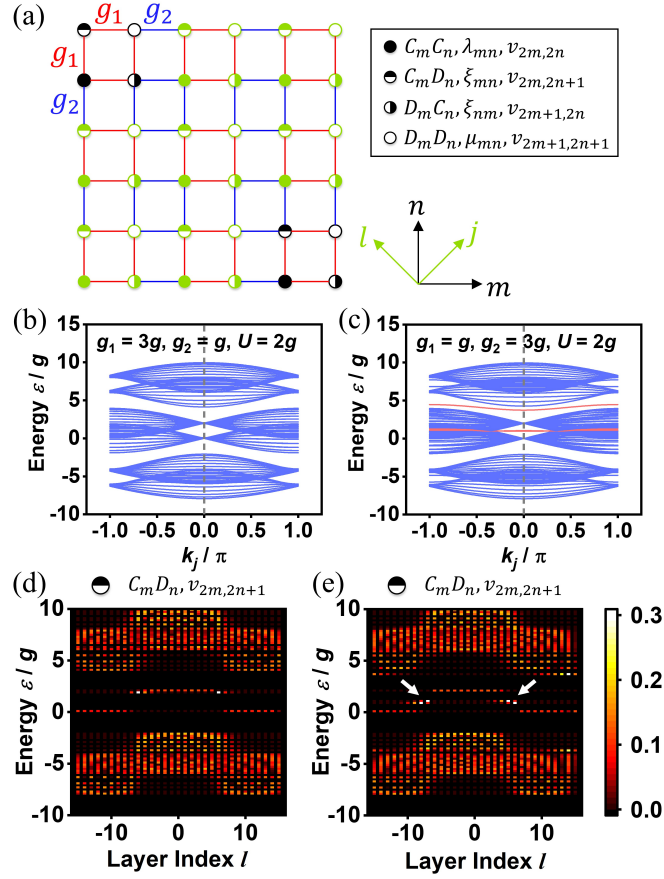 (a)
g₁ g₂
g₁
g₂
CₘCₙ, λₘₙ, v₂ₘ,₂ₙ
CₘDₙ, ξₘₙ, v₂ₘ,₂ₙ₊₁
DₘCₙ, ξₙₘ, v₂ₘ₊₁,₂ₙ
DₘDₙ, μₘₙ, v₂ₘ₊₁,₂ₙ₊₁
n
l j
m
(b)
g₁ = 3g, g₂ = g, U = 2g
Energy ε / g
15
10
5
0
-5
-10
-1.0 -0.5 0.0 0.5 1.0
kⱼ / π
(c)
g₁ = g, g₂ = 3g, U = 2g
Energy ε / g
15
10
5
0
-5
-10
-1.0 -0.5 0.0 0.5 1.0
kⱼ / π
(d)
CₘDₙ, v₂ₘ,₂ₙ₊₁
Energy ε / g
10
5
0
-5
-10
-10 0 10
Layer Index l
(e)
CₘDₙ, v₂ₘ,₂ₙ₊₁
Energy ε / g
10
5
0
-5
-10
-10 0 10
Layer Index l
0.3
0.2
0.1
0.0